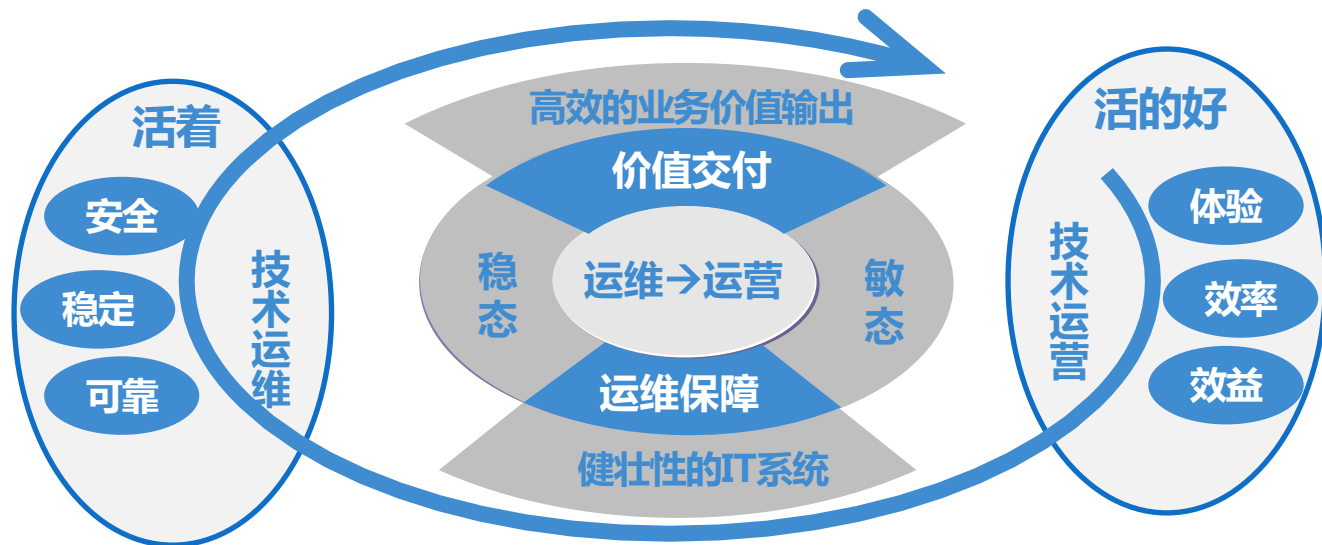 活着
安全
稳定
可靠
技术运维
高效的业务价值输出
价值交付
稳态
运维→运营
敏态
运维保障
健壮性的IT系统
活的好
技术运营
体验
效率
效益